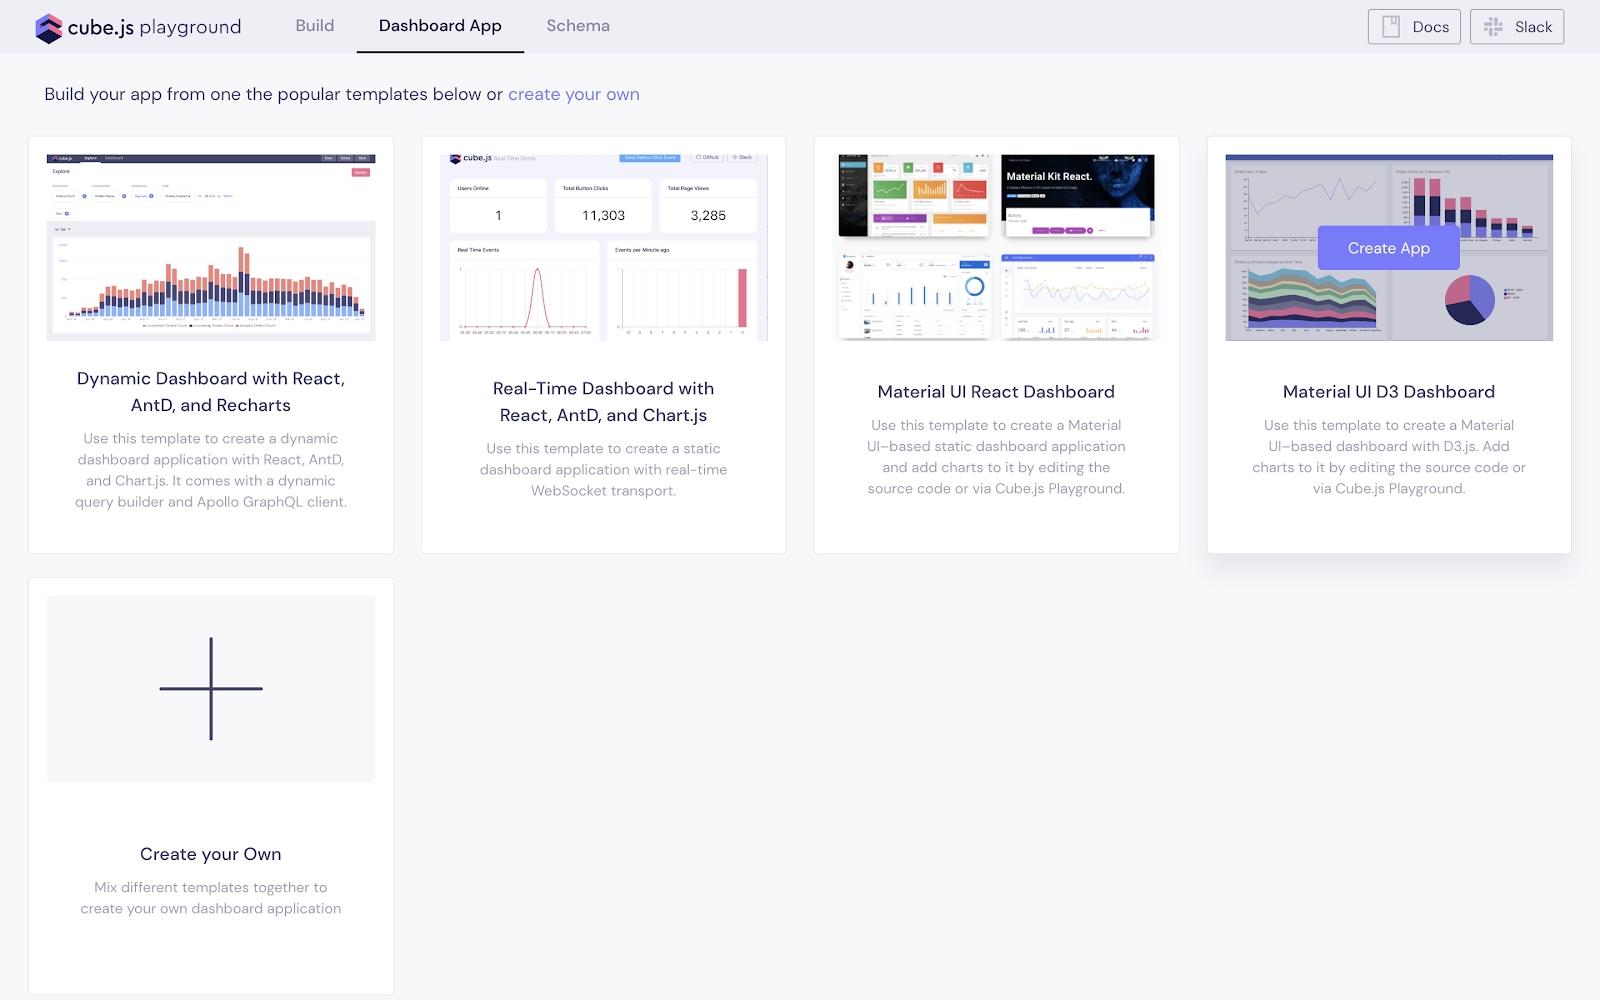 cube.js playground
Build
Dashboard App
Schema
Docs
Slack
Build your app from one the popular templates below or create your own
cube.js Explore Dashboard
Explore
cube.js Real Time Demo
Send Button Click Event
Github
Slack
Users Online
1
Total Button Clicks
11,303
Total Page Views
3,285
Real Time Events
Events per Minute ago
Material Kit React.
Create App
Dynamic Dashboard with React,
AntD, and Recharts
Use this template to create a dynamic
dashboard application with React, AntD,
and Chart.js. It comes with a dynamic
query builder and Apollo GraphQL client.
Real-Time Dashboard with
React, AntD, and Chart.js
Use this template to create a static
dashboard application with real-time
WebSocket transport.
Material UI React Dashboard
Use this template to create a Material
UI–based static dashboard application
and add charts to it by editing the
source code or via Cube.js Playground.
Material UI D3 Dashboard
Use this template to create a Material
UI–based dashboard with D3.js. Add
charts to it by editing the source code or
via Cube.js Playground.
Create your Own
Mix different templates together to
create your own dashboard application